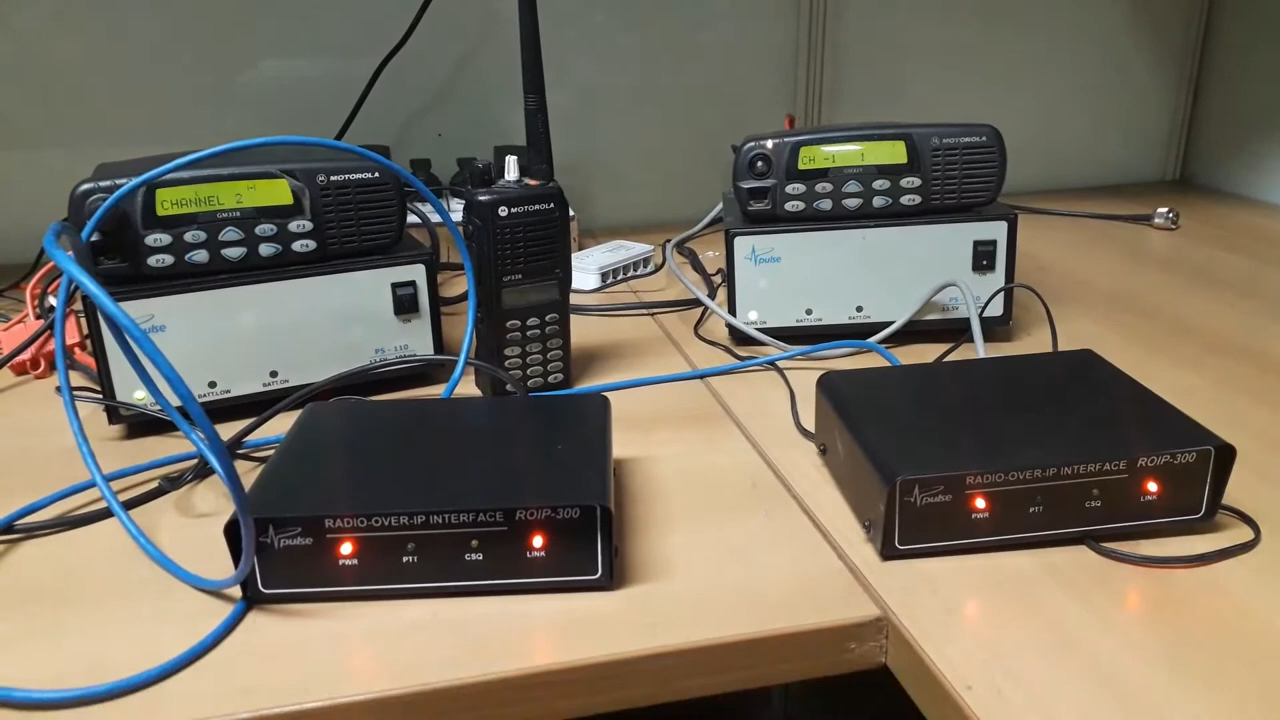 MOTOROLA
CHANNEL 2
GM338
P1
P3
P2
P4
pulse
PS-110
ON
BATT.LOW
BATT.ON
MOTOROLA
GP338
MOTOROLA
CH -1 1
P1
P3
P2
P4
pulse
ON
13.5V
BATT.LOW
BATT.ON
RADIO-OVER-IP INTERFACE ROIP-300
pulse
PWR PTT CSQ LINK
RADIO-OVER-IP INTERFACE ROIP-300
pulse
PWR PTT CSQ LINK